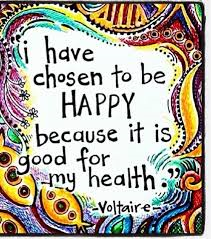 i have
chosen to be
HAPPY
because it is
good for
my health.
-Voltaire-